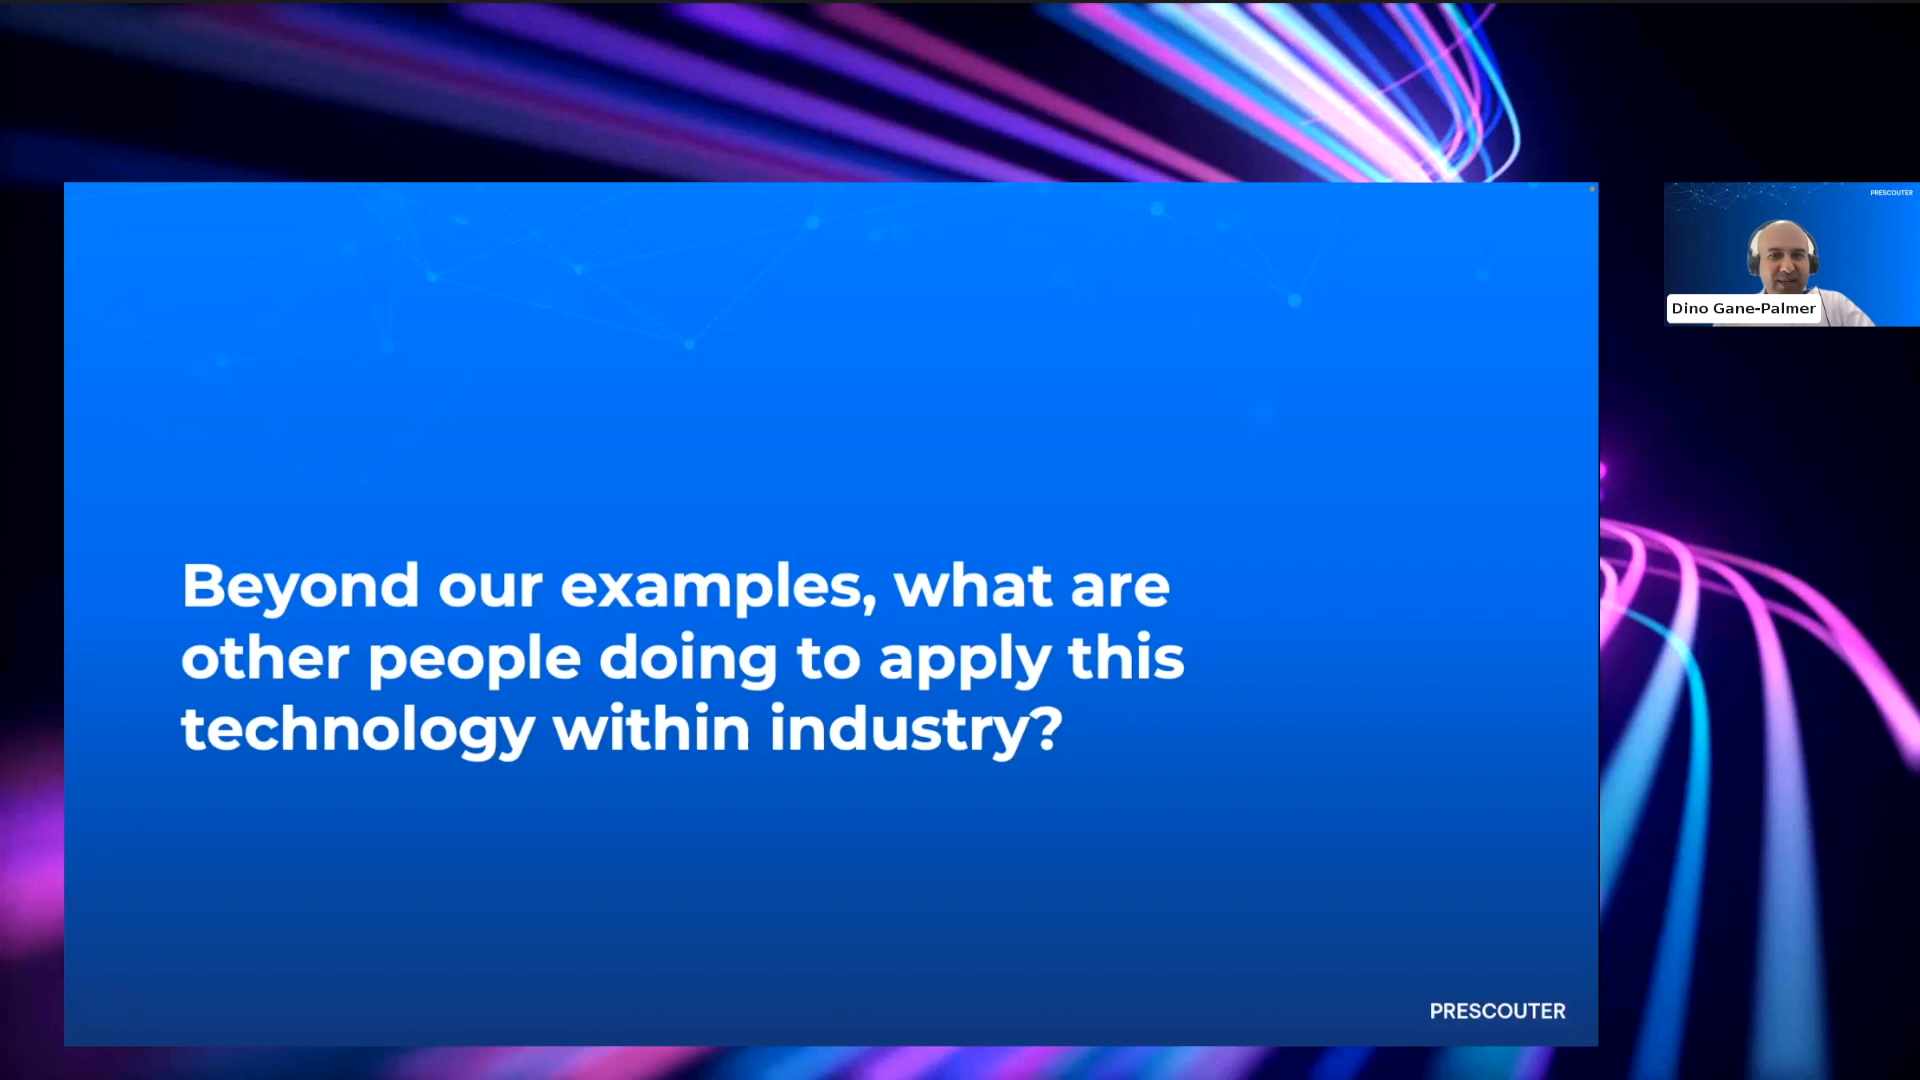 PRESCOUTER
Dino Gane-Palmer
Beyond our examples, what are
other people doing to apply this
technology within industry?
PRESCOUTER